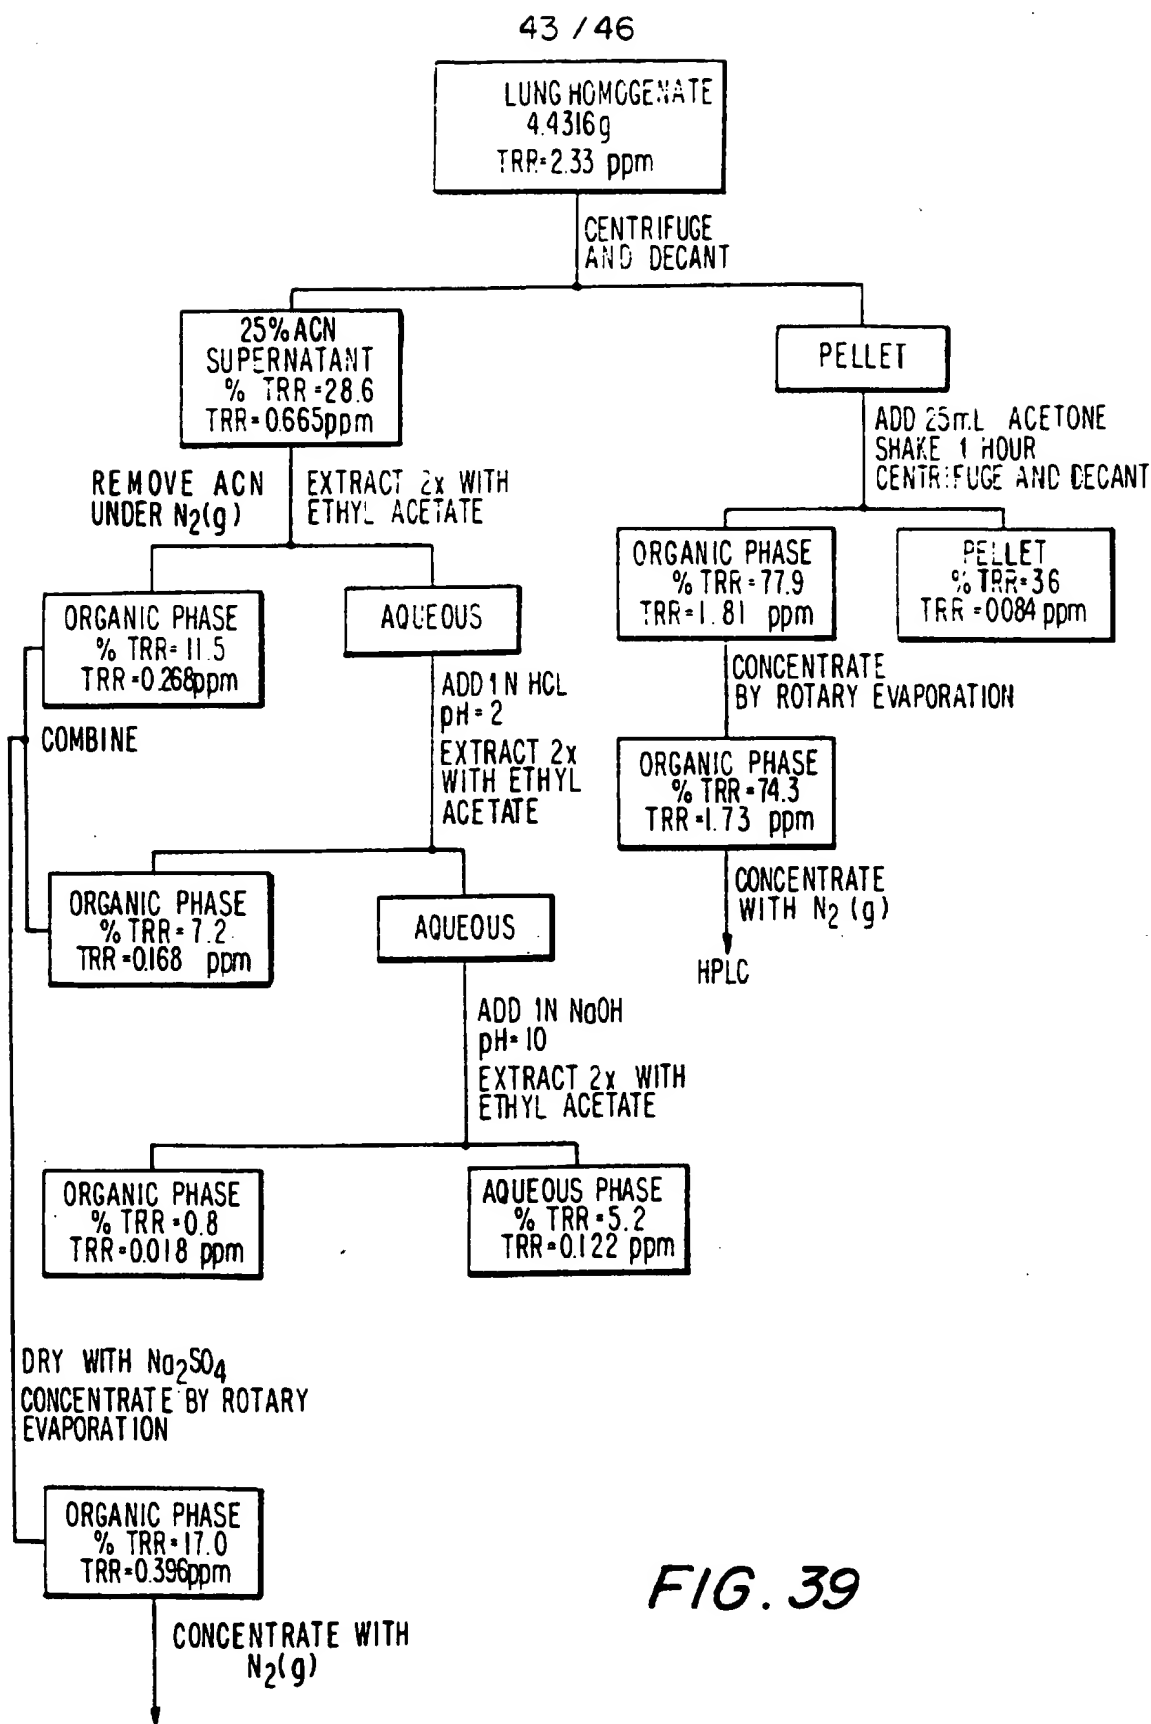 43 / 46
LUNG HOMOGENATE
4.4316g
TRR=2.33 ppm
CENTRIFUGE
AND DECANT
25% ACN
SUPERNATANT
% TRR=28.6
TRR=0.665ppm
PELLET
ADD 25mL ACETONE
SHAKE 1 HOUR
CENTRIFUGE AND DECANT
REMOVE ACN
UNDER N2(g)
EXTRACT 2x WITH
ETHYL ACETATE
ORGANIC PHASE
% TRR=77.9
TRR=1.81 ppm
PELLET
% TRR=36
TRR=0084 ppm
ORGANIC PHASE
% TRR=11.5
TRR=0.268ppm
AQUEOUS
CONCENTRATE
BY ROTARY EVAPORATION
COMBINE
ADD 1N HCL
pH=2
EXTRACT 2x
WITH ETHYL
ACETATE
ORGANIC PHASE
% TRR=74.3
TRR=1.73 ppm
CONCENTRATE
WITH N2 (g)
HPLC
ORGANIC PHASE
% TRR=7.2
TRR=0.168 ppm
AQUEOUS
ADD 1N NaOH
pH=10
EXTRACT 2x WITH
ETHYL ACETATE
ORGANIC PHASE
% TRR=0.8
TRR=0.018 ppm
AQUEOUS PHASE
% TRR=5.2
TRR=0.122 ppm
DRY WITH Na2SO4
CONCENTRATE BY ROTARY
EVAPORATION
ORGANIC PHASE
% TRR=17.0
TRR=0.396ppm
CONCENTRATE WITH
N2(g)
FIG. 39